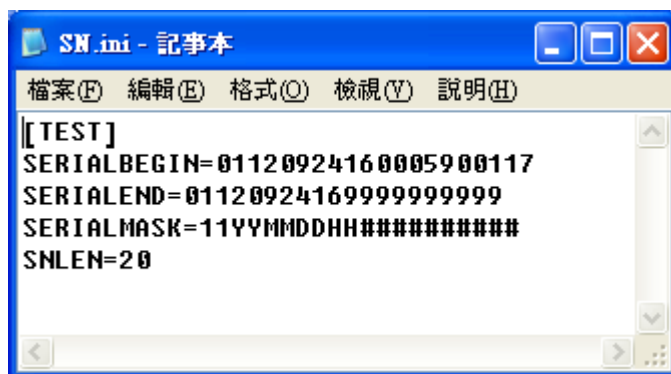 SN.ini - 記事本
檔案(F) 編輯(E) 格式(O) 檢視(V) 說明(H)
[TEST]
SERIALBEGIN=01120924160005900117
SERIALEND=01120924169999999999
SERIALMASK=11YYMMDDHH##########
SNLEN=20